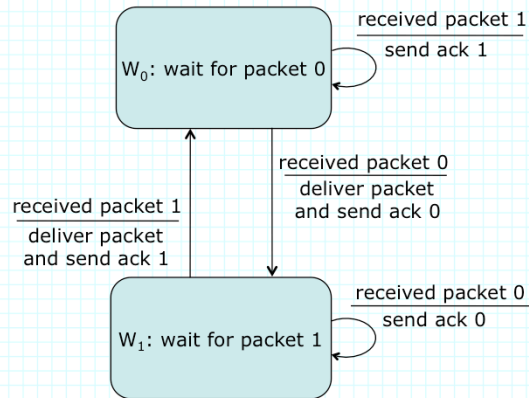 received packet 1
send ack 1
W₀: wait for packet 0
received packet 0
deliver packet
and send ack 0
received packet 1
deliver packet
and send ack 1
received packet 0
send ack 0
W₁: wait for packet 1